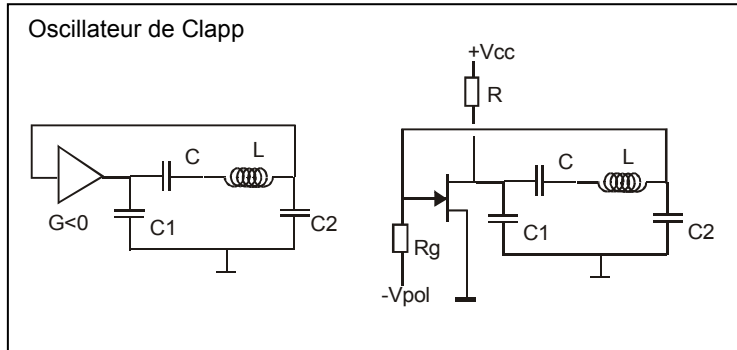 Oscillateur de Clapp
+Vcc
R
C
L
G<0
C1
C2
C
L
Rg
C1
C2
-Vpol